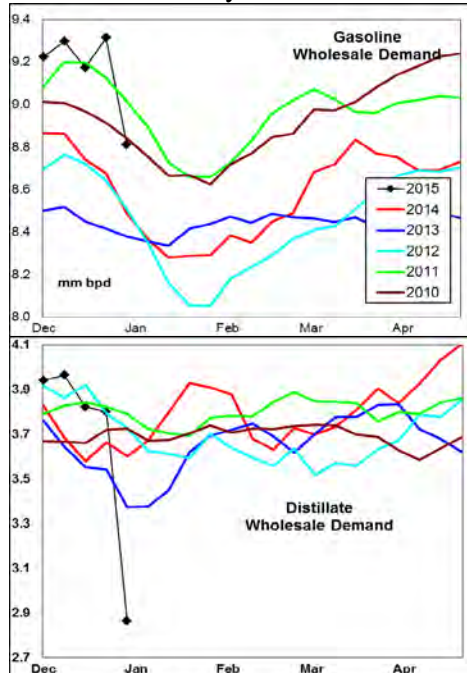 Gasoline
Wholesale Demand
9.4
9.2
9.0
8.8
8.6
8.4
8.2
8.0
mm bpd
2015
2014
2013
2012
2011
2010
Dec
Jan
Feb
Mar
Apr
4.1
3.9
3.7
3.5
3.3
3.1
2.9
2.7
Distillate
Wholesale Demand
Dec
Jan
Feb
Mar
Apr